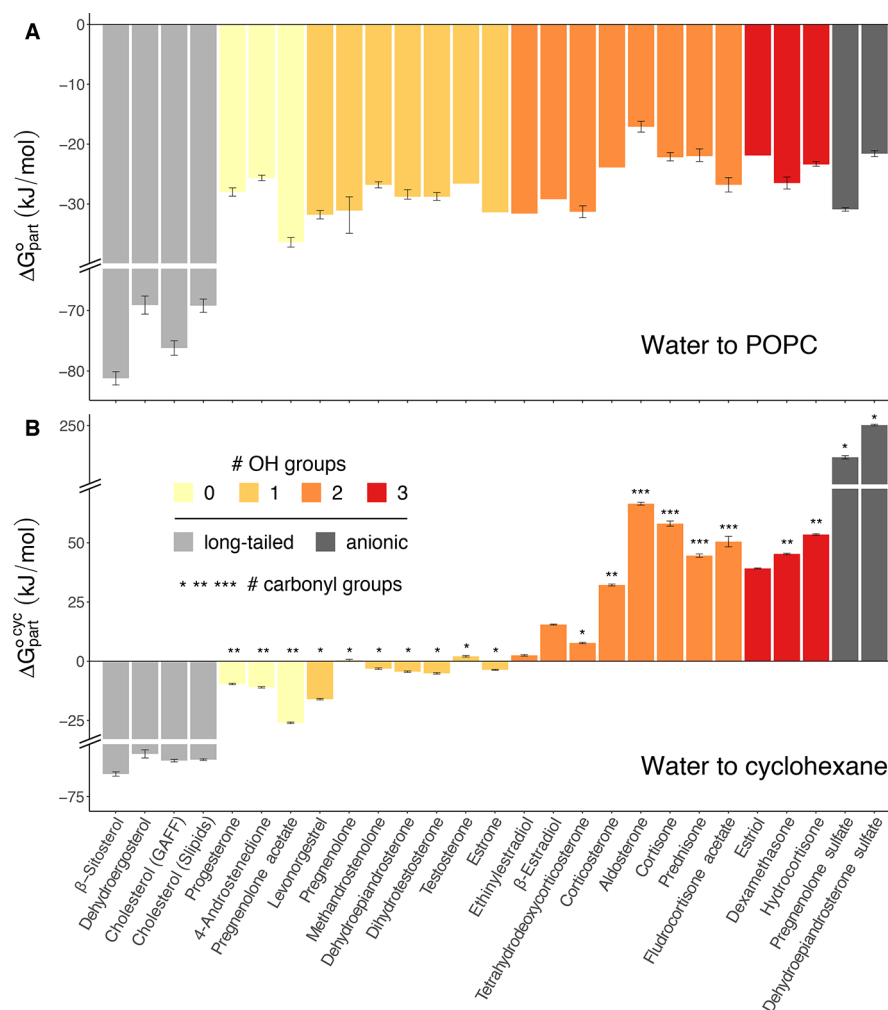 A
0
−10
−20
−30
−70
−80
ΔG°part (kJ/mol)
Water to POPC
B
250
50
25
0
−25
−75
ΔG°cyc part (kJ/mol)
# OH groups
0 1 2 3
long-tailed anionic
* ** *** # carbonyl groups
** ** ** * * * * * * * * ** *** *** *** *** ** ** * *
Water to cyclohexane
β−Sitosterol
Dehydroergosterol
Cholesterol (GAFF)
Cholesterol (Slipids)
Progesterone
4-Androstenedione
Pregnenolone acetate
Levonorgestrel
Pregnenolone
Methandrostenolone
Dehydroepiandrosterone
Dihydrotestosterone
Testosterone
Estrone
Ethinylestradiol
β-Estradiol
Tetrahydrodeoxycorticosterone
Corticosterone
Aldosterone
Cortisone
Prednisone
Fludrocortisone acetate
Estriol
Dexamethasone
Hydrocortisone
Pregnenolone sulfate
Dehydroepiandrosterone sulfate